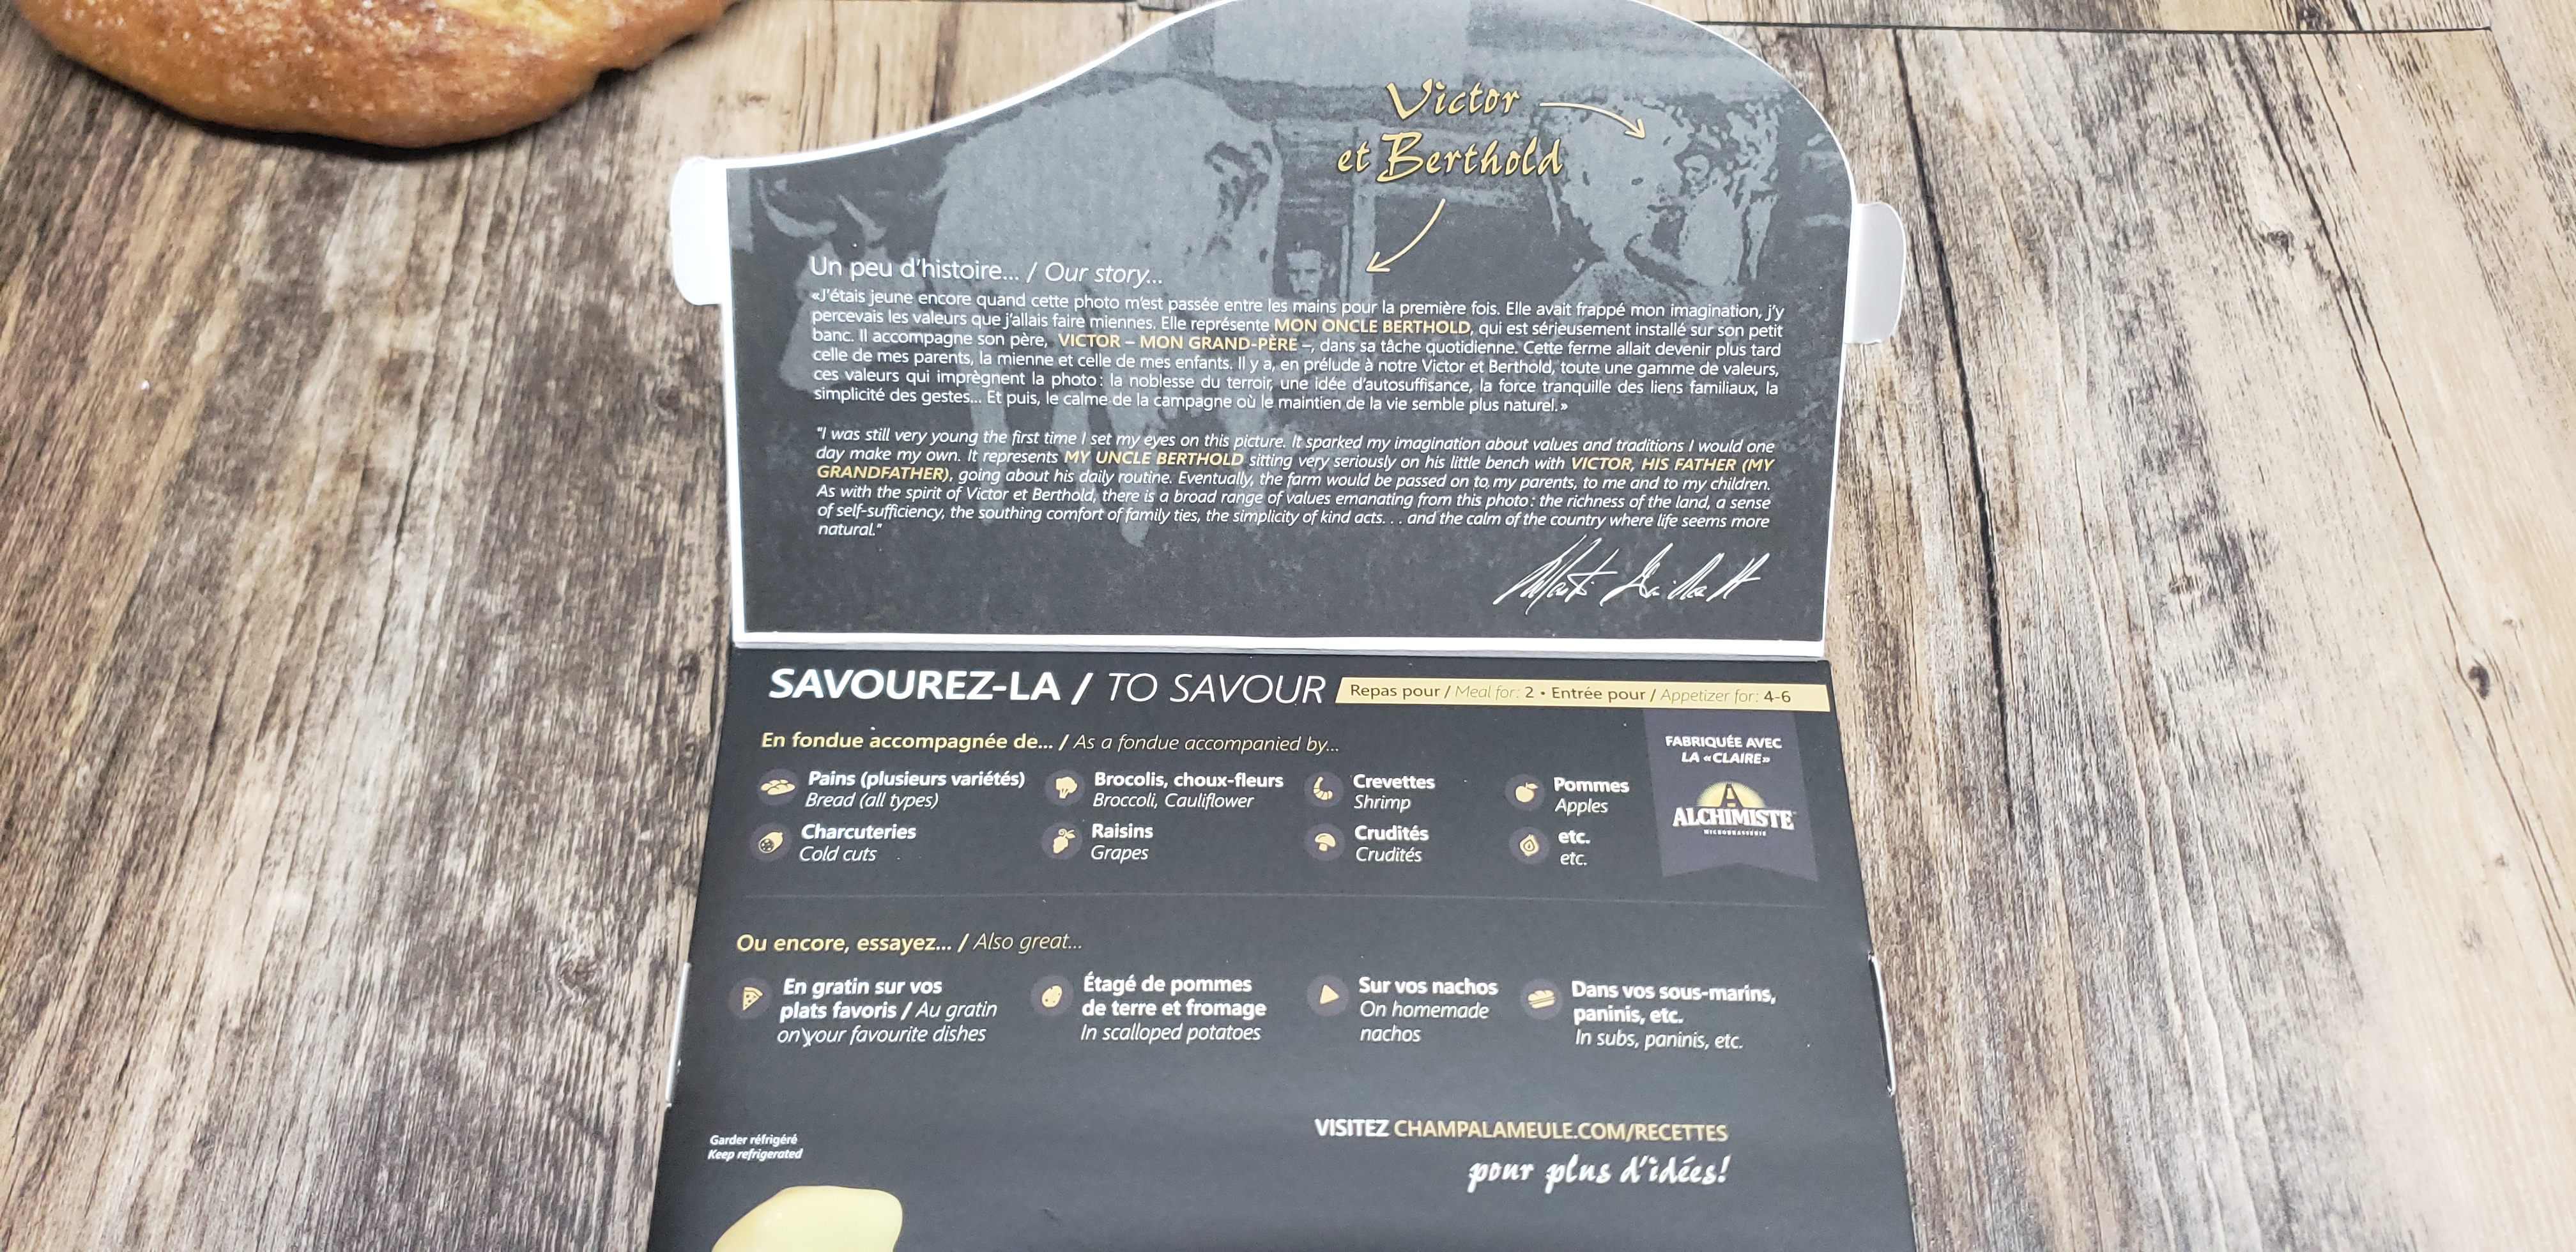 Victor
et Berthold
Un peu d'histoire... / Our story...
«J'étais jeune encore quand cette photo m'est passée entre les mains pour la première fois. Elle avait frappé mon imagination, j'y
percevais les valeurs que j'allais faire miennes. Elle représente MON ONCLE BERTHOLD, qui est sérieusement installé sur son petit
banc. Il accompagne son père, VICTOR – MON GRAND-PÈRE –, dans sa tâche quotidienne. Cette ferme allait devenir plus tard
celle de mes parents, la mienne et celle de mes enfants. Il y a, en prélude à notre Victor et Berthold, toute une gamme de valeurs,
ces valeurs qui imprègnent la photo : la noblesse du terroir, une idée d'autosuffisance, la force tranquille des liens familiaux, la
simplicité des gestes... Et puis, le calme de la campagne où le maintien de la vie semble plus naturel.»
"I was still very young the first time I set my eyes on this picture. It sparked my imagination about values and traditions I would one
day make my own. It represents MY UNCLE BERTHOLD sitting very seriously on his little bench with VICTOR, HIS FATHER (MY
GRANDFATHER), going about his daily routine. Eventually, the farm would be passed on to my parents, to me and to my children.
As with the spirit of Victor et Berthold, there is a broad range of values emanating from this photo : the richness of the land, a sense
of self-sufficiency, the southing comfort of family ties, the simplicity of kind acts. . . and the calm of the country where life seems more
natural."
SAVOUREZ-LA / TO SAVOUR
Repas pour / Meal for: 2 • Entrée pour / Appetizer for: 4-6
En fondue accompagnée de... / As a fondue accompanied by...
Pains (plusieurs variétés)
Bread (all types)
Brocolis, choux-fleurs
Broccoli, Cauliflower
Crevettes
Shrimp
Pommes
Apples
Charcuteries
Cold cuts
Raisins
Grapes
Crudités
Crudités
etc.
etc.
FABRIQUÉE AVEC
LA «CLAIRE»
ALCHIMISTE
MICROBRASSERIE
Ou encore, essayez... / Also great...
En gratin sur vos
plats favoris / Au gratin
on your favourite dishes
Étagé de pommes
de terre et fromage
In scalloped potatoes
Sur vos nachos
On homemade
nachos
Dans vos sous-marins,
paninis, etc.
In subs, paninis, etc.
Garder réfrigéré
Keep refrigerated
VISITEZ CHAMPALAMEULE.COM/RECETTES
pour plus d'idées!